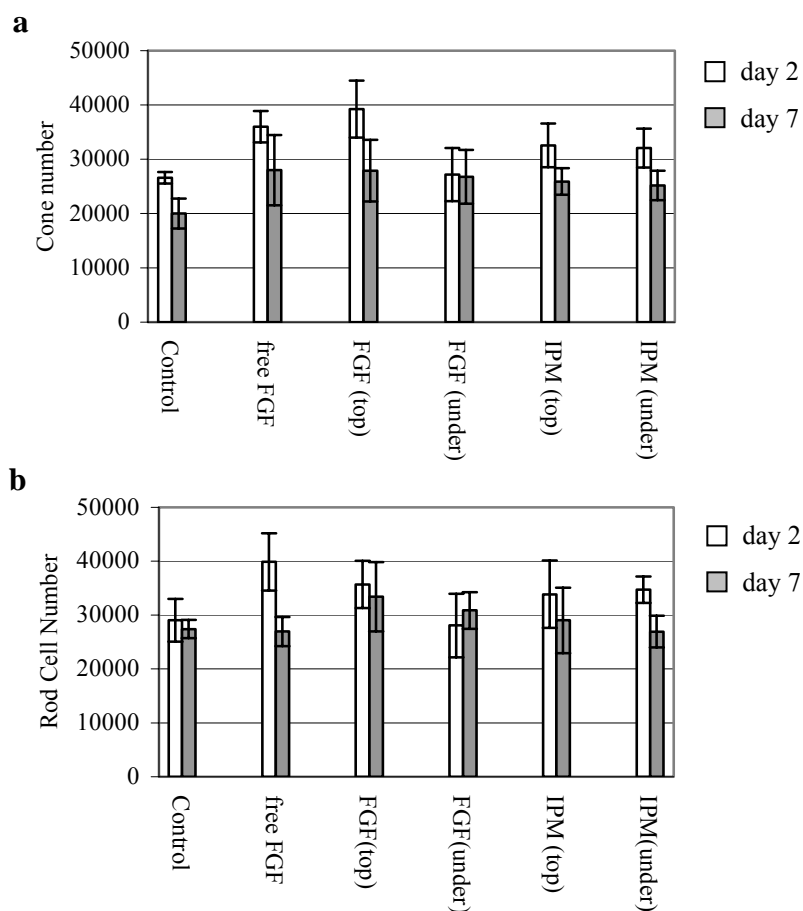 a
50000
40000
30000
20000
10000
0
Cone number
day 2
day 7
Control
free FGF
FGF (top)
FGF (under)
IPM (top)
IPM (under)
b
50000
40000
30000
20000
10000
0
Rod Cell Number
day 2
day 7
Control
free FGF
FGF(top)
FGF(under)
IPM (top)
IPM(under)